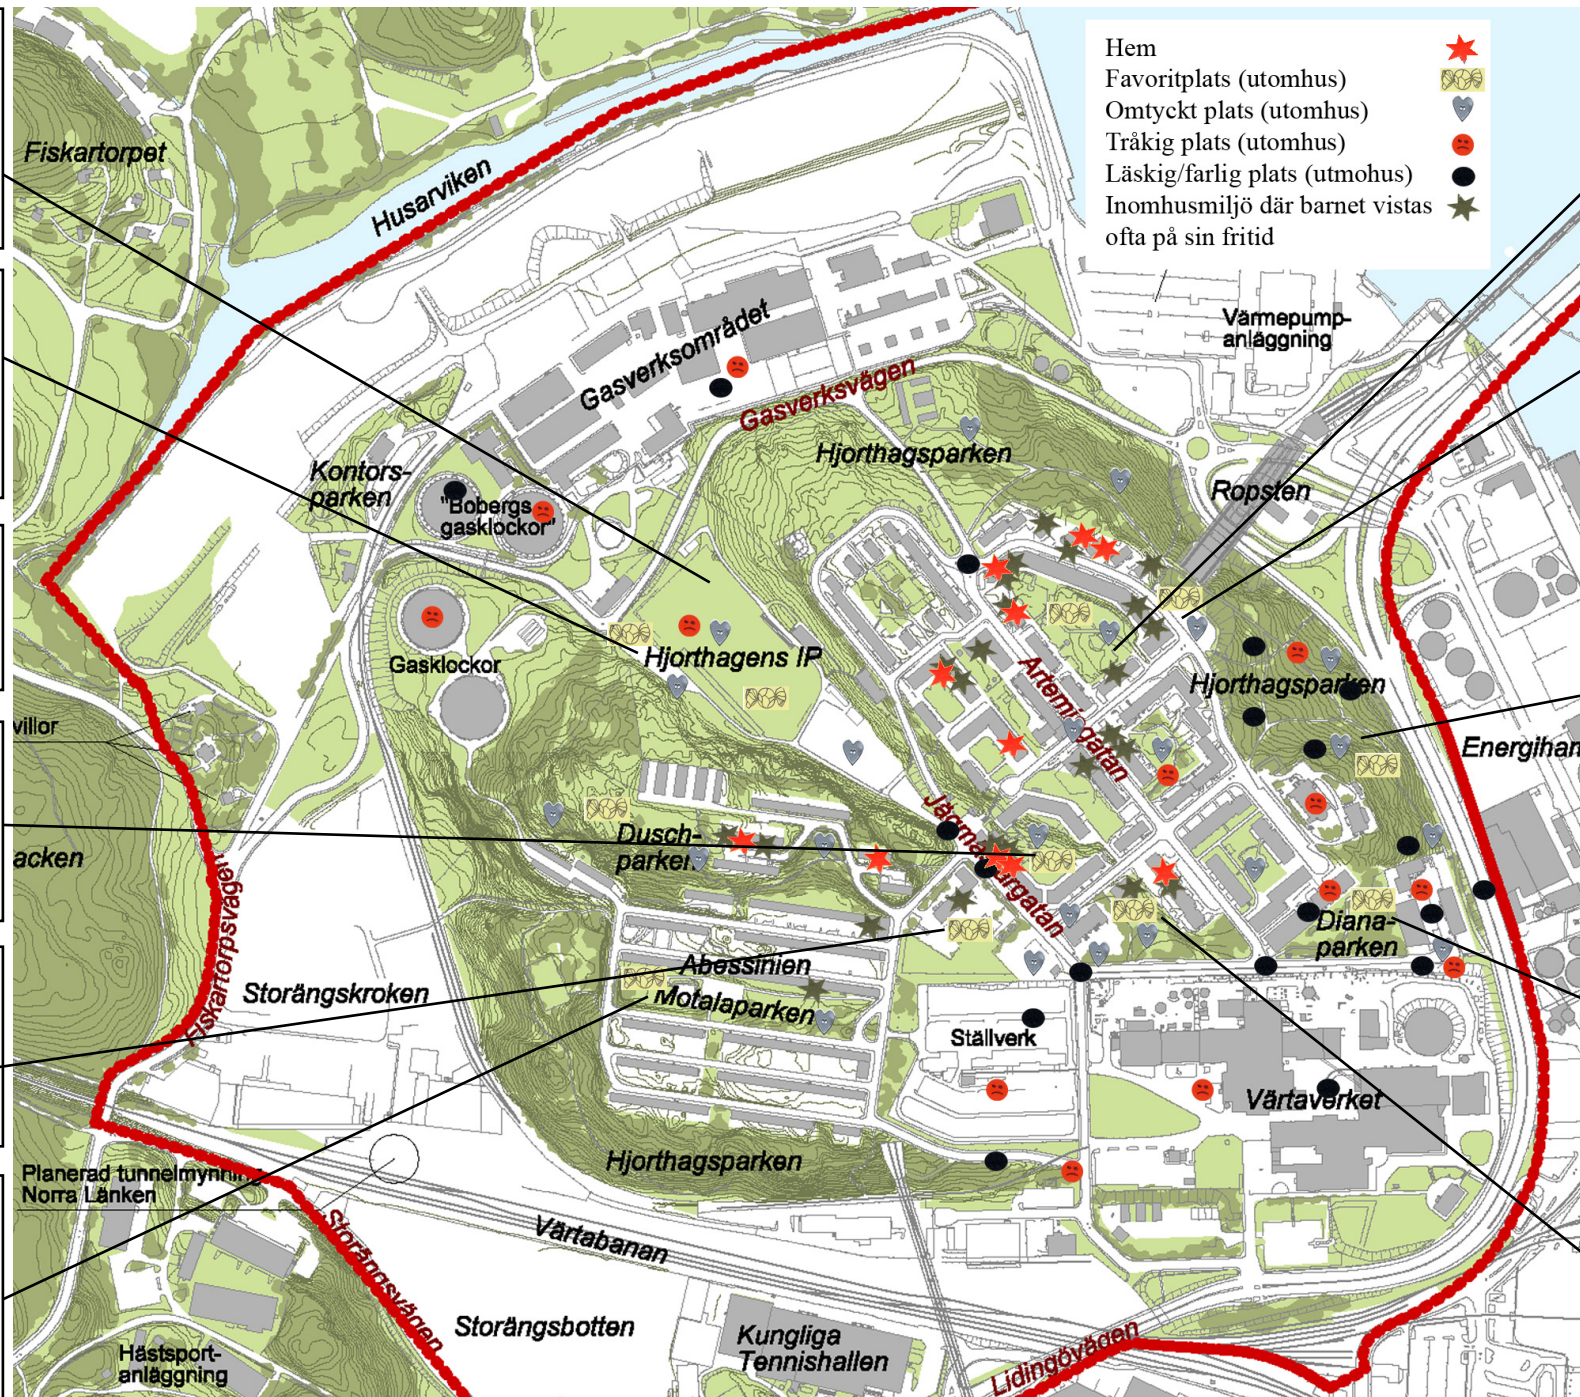 Hem
Favoritplats (utomhus)
Omtyckt plats (utomhus)
Tråkig plats (utomhus)
Läskig/farlig plats (utmohus)
Inomhusmiljö där barnet vistas
ofta på sin fritid
Fiskartorpet
Husarviken
Värmepump-
anläggning
Gasverksområdet
Gasverksvägen
Hjorthagsparken
Kontors-
parken
"Bobergs
gasklockor"
Ropsten
Gasklockor
Hjorthagens IP
Artemisgatan
Hjorthagsparken
villor
Energihan
Jägmästargatan
Dusch-
parken
acken
Fiskartorpsvägen
Diana-
parken
Abessinien
Motalaparken
Storängskroken
Ställverk
Värtaverket
Hjorthagsparken
Planerad tunnelmynning
Norra Länken
Storängsvägen
Värtabanan
Storängsbotten
Kungliga
Tennishallen
Lidingövägen
Hästsport-
anläggning